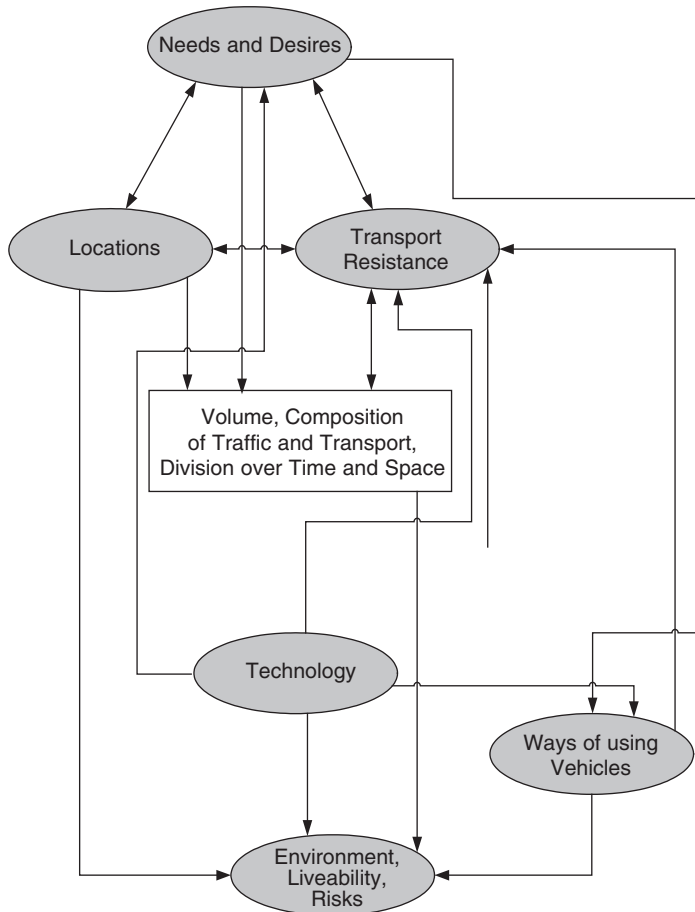 Needs and Desires
Locations
Transport
Resistance
Volume, Composition
of Traffic and Transport,
Division over Time and Space
Technology
Ways of using
Vehicles
Environment,
Liveability,
Risks